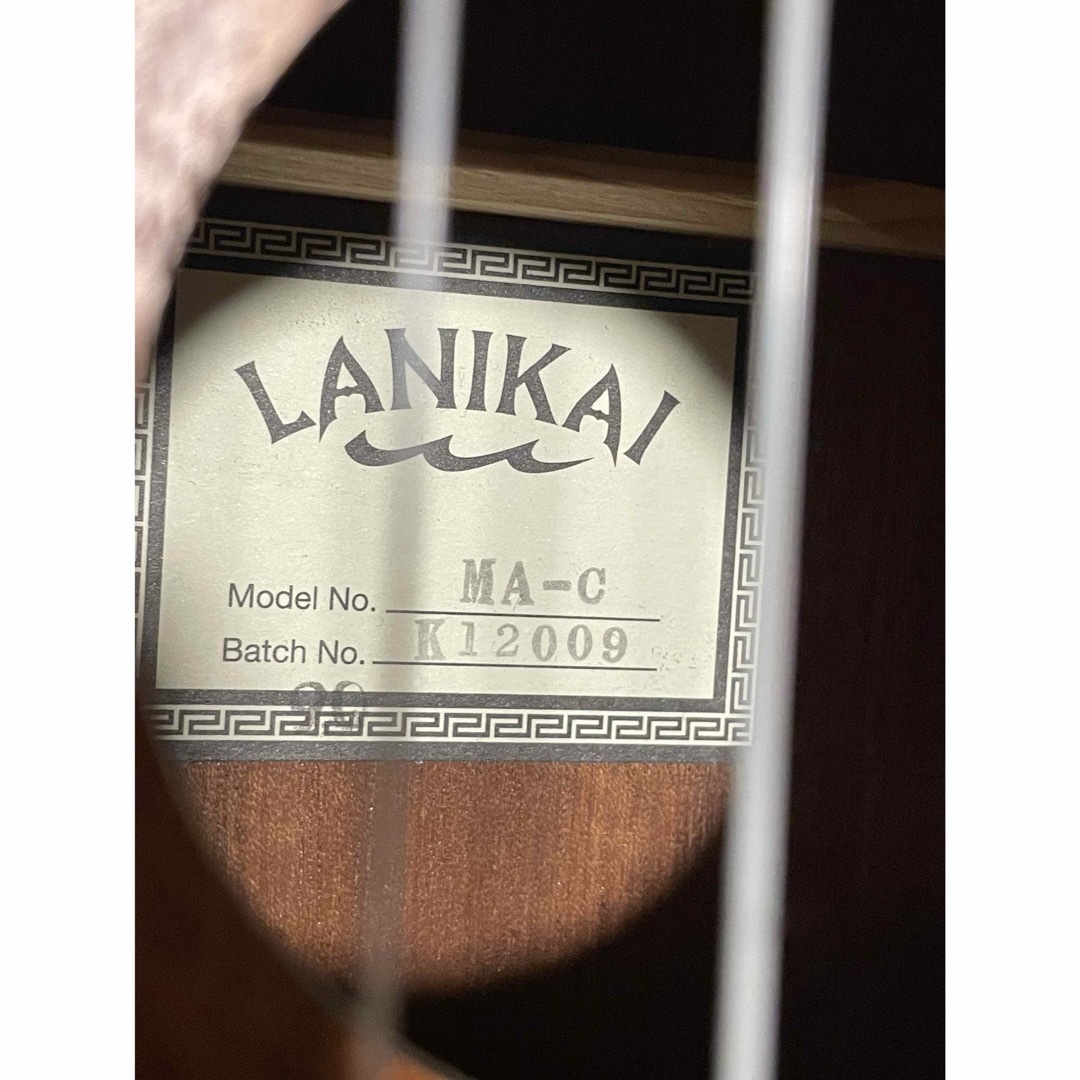 LANIKAI
Model No. MA-C
Batch No. K12009